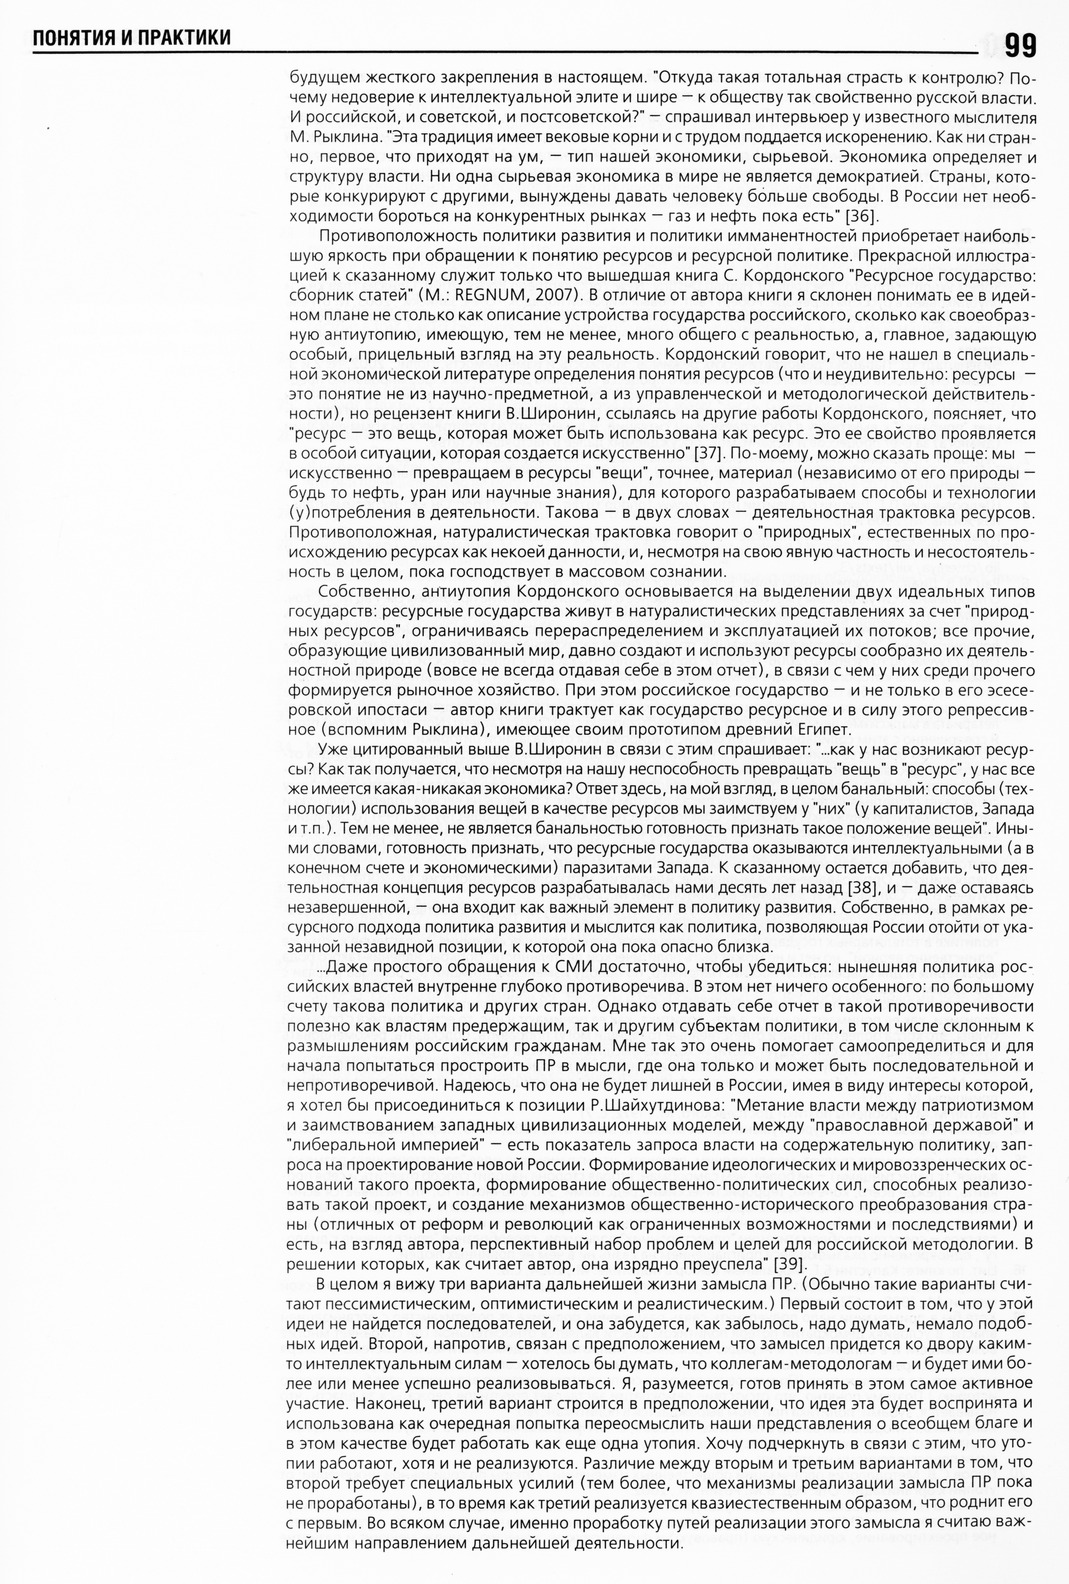 ПОНЯТИЯ И ПРАКТИКИ
99
будущем жесткого закрепления в настоящем. "Откуда такая тотальная страсть к контролю? По-
чему недоверие к интеллектуальной элите и шире — к обществу так свойственно русской власти.
И российской, и советской, и постсоветской?" — спрашивал интервьюер у известного мыслителя
М. Рыклина. "Эта традиция имеет вековые корни и с трудом поддается искоренению. Как ни стран-
но, первое, что приходят на ум, — тип нашей экономики, сырьевой. Экономика определяет и
структуру власти. Ни одна сырьевая экономика в мире не является демократией. Страны, кото-
рые конкурируют с другими, вынуждены давать человеку больше свободы. В России нет необ-
ходимости бороться на конкурентных рынках — газ и нефть пока есть" [36].
Противоположность политики развития и политики имманентностей приобретает наиболь-
шую яркость при обращении к понятию ресурсов и ресурсной политике. Прекрасной иллюстра-
цией к сказанному служит только что вышедшая книга С. Кордонского "Ресурсное государство:
сборник статей" (М.: REGNUM, 2007). В отличие от автора книги я склонен понимать ее в идей-
ном плане не столько как описание устройства государства российского, сколько как своеобраз-
ную антиутопию, имеющую, тем не менее, много общего с реальностью, а, главное, задающую
особый, прицельный взгляд на эту реальность. Кордонский говорит, что не нашел в специаль-
ной экономической литературе определения понятия ресурсов (что и неудивительно: ресурсы —
это понятие не из научно-предметной, а из управленческой и методологической действитель-
ности), но рецензент книги В.Широнин, ссылаясь на другие работы Кордонского, поясняет, что
"ресурс — это вещь, которая может быть использована как ресурс. Это ее свойство проявляется
в особой ситуации, которая создается искусственно" [37]. По-моему, можно сказать проще: мы —
искусственно — превращаем в ресурсы "вещи", точнее, материал (независимо от его природы —
будь то нефть, уран или научные знания), для которого разрабатываем способы и технологии
(у)потребления в деятельности. Такова — в двух словах — деятельностная трактовка ресурсов.
Противоположная, натуралистическая трактовка говорит о "природных", естественных по про-
исхождению ресурсах как некоей данности, и, несмотря на свою явную частность и несостоятель-
ность в целом, пока господствует в массовом сознании.
Собственно, антиутопия Кордонского основывается на выделении двух идеальных типов
государств: ресурсные государства живут в натуралистических представлениях за счет "природ-
ных ресурсов", ограничиваясь перераспределением и эксплуатацией их потоков; все прочие,
образующие цивилизованный мир, давно создают и используют ресурсы сообразно их деятель-
ностной природе (вовсе не всегда отдавая себе в этом отчет), в связи с чем у них среди прочего
формируется рыночное хозяйство. При этом российское государство — и не только в его эсесе-
ровской ипостаси — автор книги трактует как государство ресурсное и в силу этого репрессив-
ное (вспомним Рыклина), имеющее своим прототипом древний Египет.
Уже цитированный выше В.Широнин в связи с этим спрашивает: "...как у нас возникают ресур-
сы? Как так получается, что несмотря на нашу неспособность превращать "вещь" в "ресурс", у нас все
же имеется какая-никакая экономика? Ответ здесь, на мой взгляд, в целом банальный: способы (тех-
нологии) использования вещей в качестве ресурсов мы заимствуем у "них" (у капиталистов, Запада
и т.п.). Тем не менее, не является банальностью готовность признать такое положение вещей". Ины-
ми словами, готовность признать, что ресурсные государства оказываются интеллектуальными (а в
конечном счете и экономическими) паразитами Запада. К сказанному остается добавить, что дея-
тельностная концепция ресурсов разрабатывалась нами десять лет назад [38], и — даже оставаясь
незавершенной, — она входит как важный элемент в политику развития. Собственно, в рамках ре-
сурсного подхода политика развития и мыслится как политика, позволяющая России отойти от ука-
занной незавидной позиции, к которой она пока опасно близка.
...Даже простого обращения к СМИ достаточно, чтобы убедиться: нынешняя политика рос-
сийских властей внутренне глубоко противоречива. В этом нет ничего особенного: по большому
счету такова политика и других стран. Однако отдавать себе отчет в такой противоречивости
полезно как властям предержащим, так и другим субъектам политики, в том числе склонным к
размышлениям российским гражданам. Мне так это очень помогает самоопределиться и для
начала попытаться простроить ПР в мысли, где она только и может быть последовательной и
непротиворечивой. Надеюсь, что она не будет лишней в России, имея в виду интересы которой,
я хотел бы присоединиться к позиции Р.Шайхутдинова: "Метание власти между патриотизмом
и заимствованием западных цивилизационных моделей, между "православной державой" и
"либеральной империей" — есть показатель запроса власти на содержательную политику, зап-
роса на проектирование новой России. Формирование идеологических и мировоззренческих ос-
нований такого проекта, формирование общественно-политических сил, способных реализо-
вать такой проект, и создание механизмов общественно-исторического преобразования стра-
ны (отличных от реформ и революций как ограниченных возможностями и последствиями) и
есть, на взгляд автора, перспективный набор проблем и целей для российской методологии. В
решении которых, как считает автор, она изрядно преуспела" [39].
В целом я вижу три варианта дальнейшей жизни замысла ПР. (Обычно такие варианты счи-
тают пессимистическим, оптимистическим и реалистическим.) Первый состоит в том, что у этой
идеи не найдется последователей, и она забудется, как забылось, надо думать, немало подоб-
ных идей. Второй, напротив, связан с предположением, что замысел придется ко двору каким-
то интеллектуальным силам — хотелось бы думать, что коллегам-методологам — и будет ими бо-
лее или менее успешно реализовываться. Я, разумеется, готов принять в этом самое активное
участие. Наконец, третий вариант строится в предположении, что идея эта будет воспринята и
использована как очередная попытка переосмыслить наши представления о всеобщем благе и
в этом качестве будет работать как еще одна утопия. Хочу подчеркнуть в связи с этим, что уто-
пии работают, хотя и не реализуются. Различие между вторым и третьим вариантами в том, что
второй требует специальных усилий (тем более, что механизмы реализации замысла ПР пока
не проработаны), в то время как третий реализуется квазиестественным образом, что роднит его
с первым. Во всяком случае, именно проработку путей реализации этого замысла я считаю важ-
нейшим направлением дальнейшей деятельности.